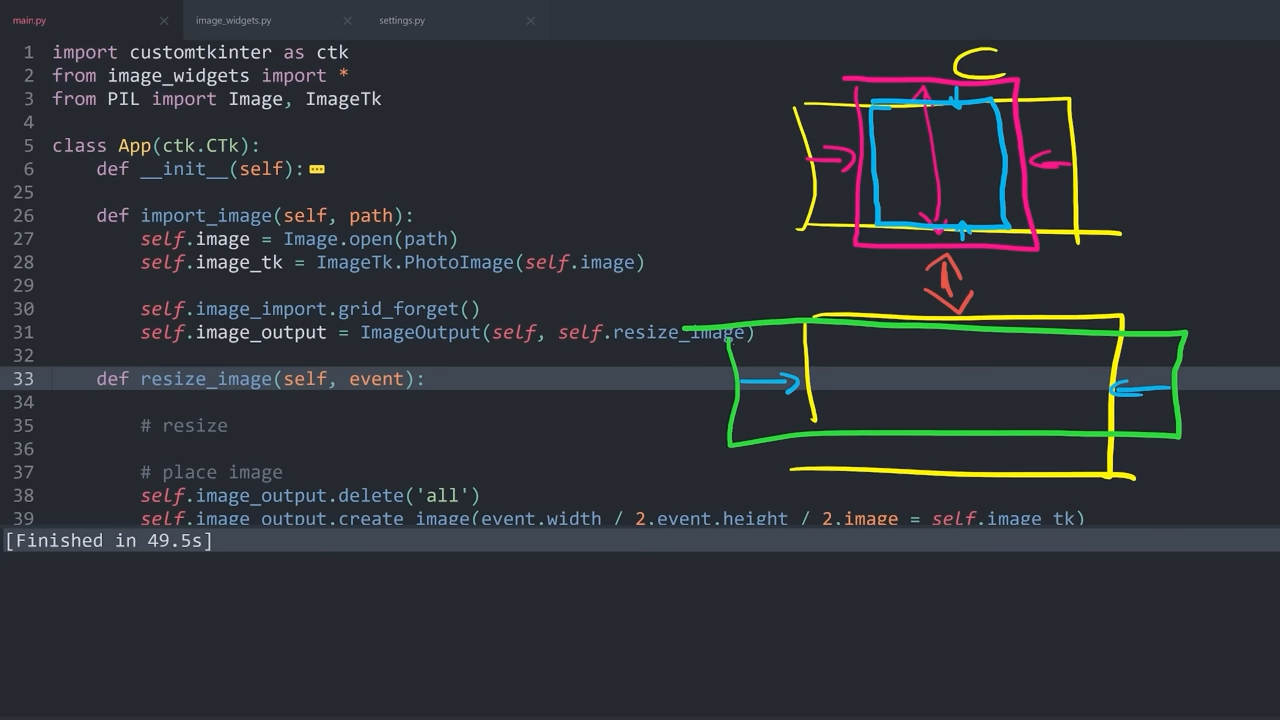 main.py image_widgets.py settings.py
1 import customtkinter as ctk
2 from image_widgets import *
3 from PIL import Image, ImageTk
4
5 class App(ctk.CTk):
6 def __init__(self):
25
26 def import_image(self, path):
27 self.image = Image.open(path)
28 self.image_tk = ImageTk.PhotoImage(self.image)
29
30 self.image_import.grid_forget()
31 self.image_output = ImageOutput(self, self.resize_image)
32
33 def resize_image(self, event):
34
35 # resize
36
37 # place image
38 self.image_output.delete('all')
39 self.image_output.create_image(event.width / 2,event.height / 2,image = self.image_tk)
[Finished in 49.5s]
C